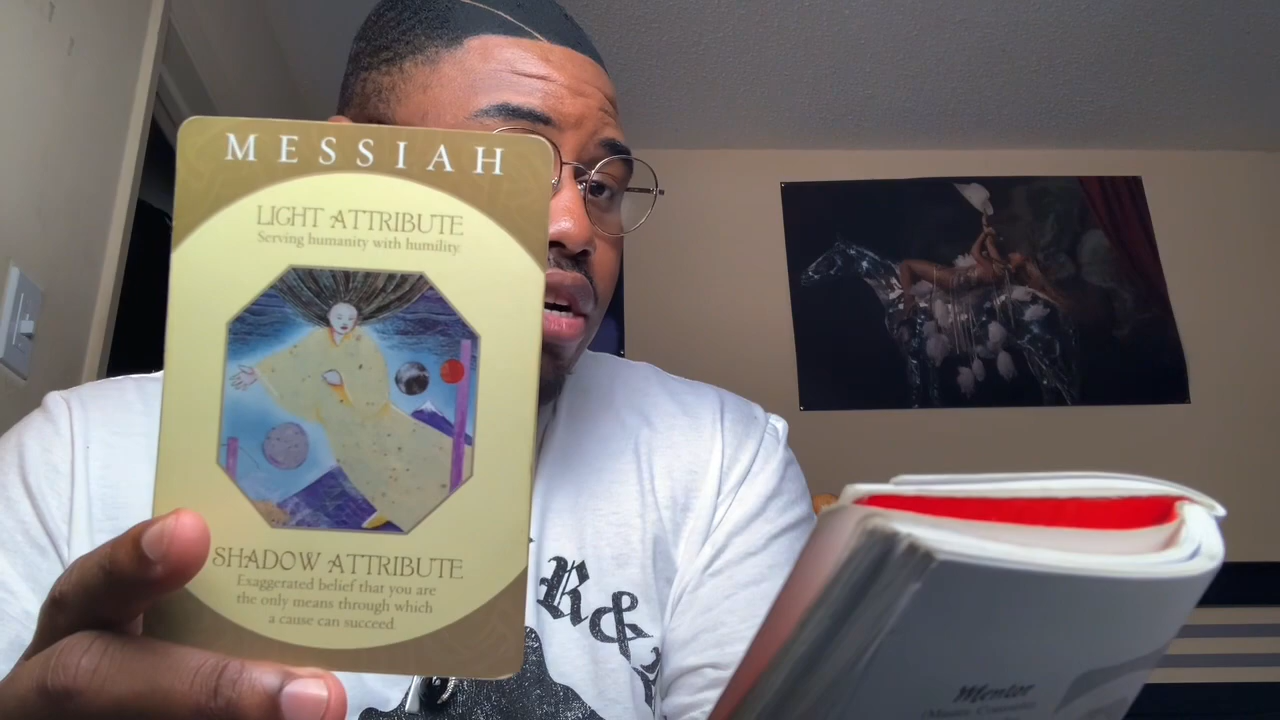 MESSIAH
LIGHT ATTRIBUTE
Serving humanity with humility
SHADOW ATTRIBUTE
Exaggerated belief that you are
the only means through which
a cause can succeed.
R&
Mentor